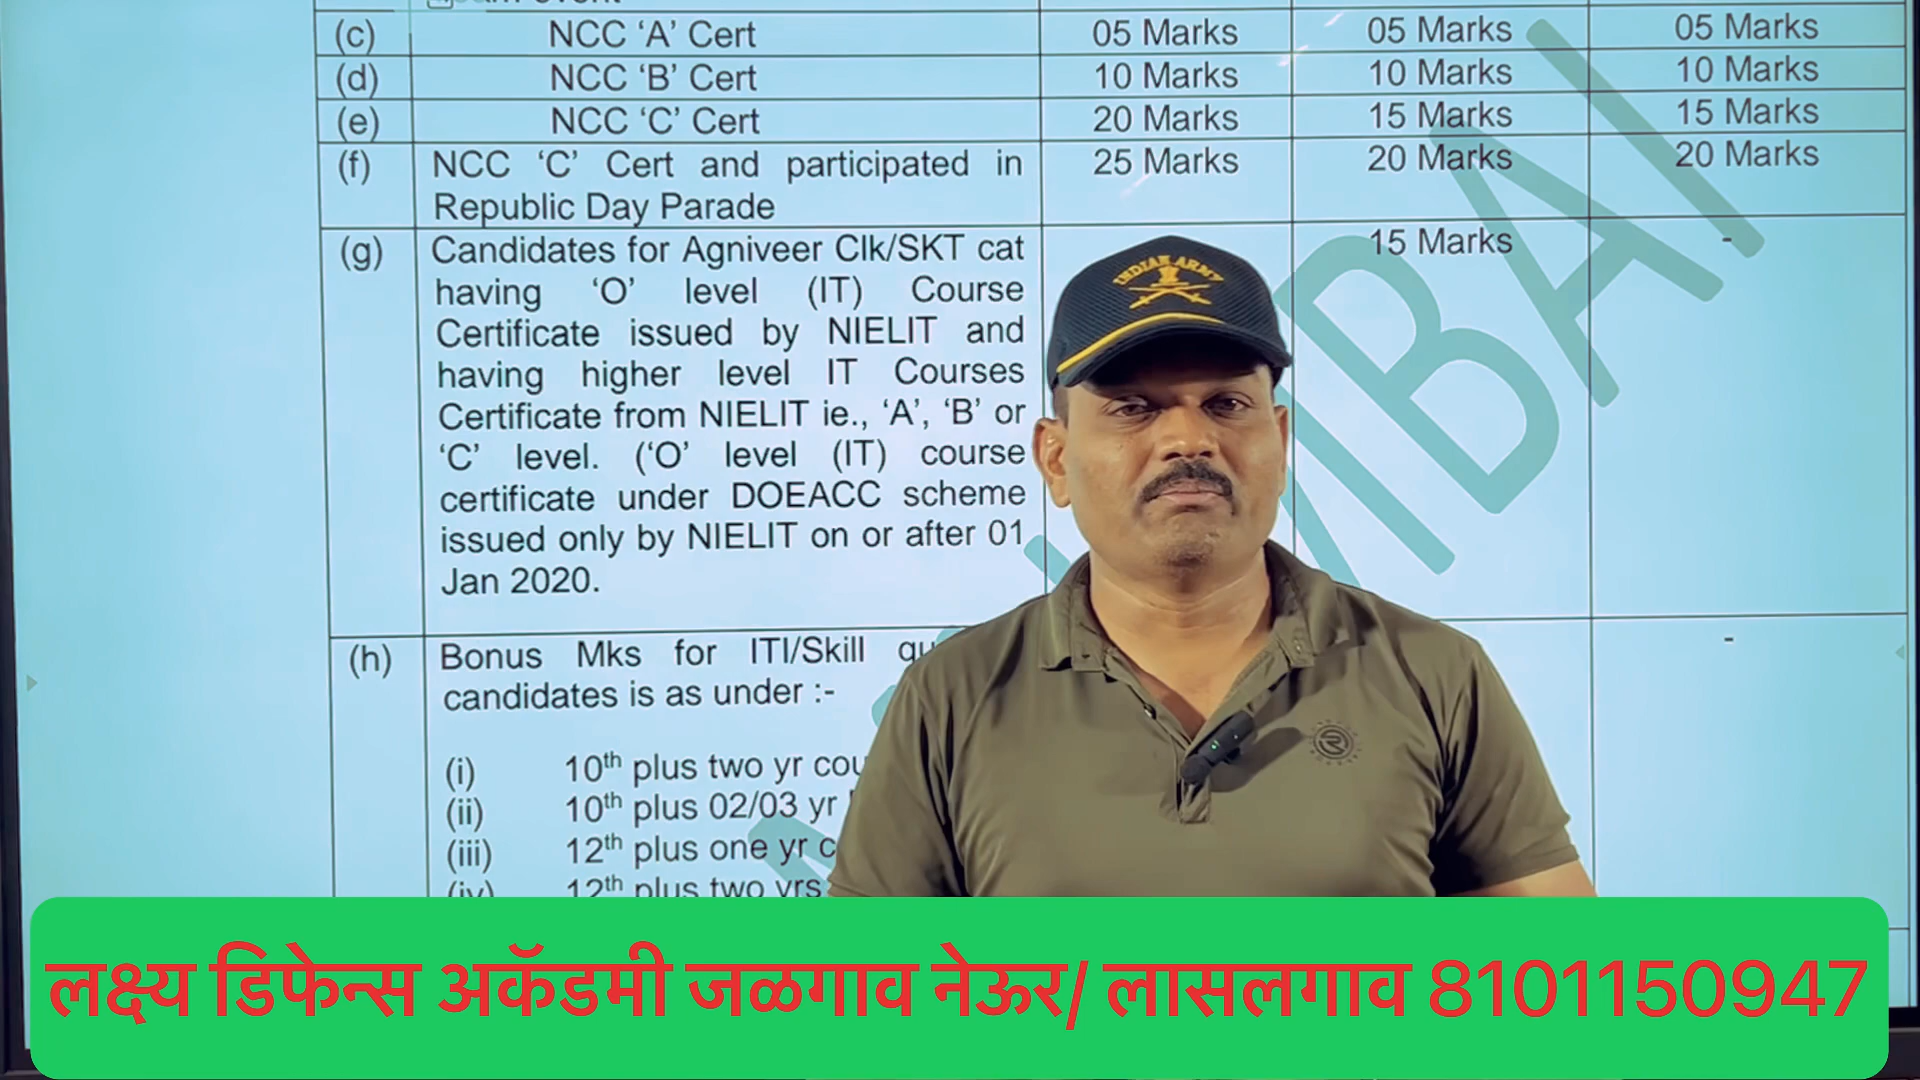 (c) NCC ‘A’ Cert 05 Marks 05 Marks 05 Marks
(d) NCC ‘B’ Cert 10 Marks 10 Marks 10 Marks
(e) NCC ‘C’ Cert 20 Marks 15 Marks 15 Marks
(f) NCC ‘C’ Cert and participated in 25 Marks 20 Marks 20 Marks
Republic Day Parade
(g) Candidates for Agniveer Clk/SKT cat 15 Marks -
having ‘O’ level (IT) Course
Certificate issued by NIELIT and
having higher level IT Courses
Certificate from NIELIT ie., ‘A’, ‘B’ or
‘C’ level. (‘O’ level (IT) course
certificate under DOEACC scheme
issued only by NIELIT on or after 01
Jan 2020.
(h) Bonus Mks for ITI/Skill -
candidates is as under :-
(i) 10th plus two yr
(ii) 10th plus 02/03 yr
(iii) 12th plus one yr
(iv) 12th plus two yrs
INDIAN ARMY
लक्ष्य डिफेन्स अकॅडमी जळगाव नेऊर/ लासलगाव 8101150947